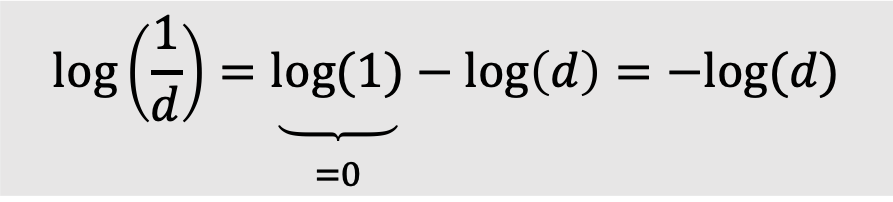 log(1/d) = log(1) − log(d) = −log(d)
=0